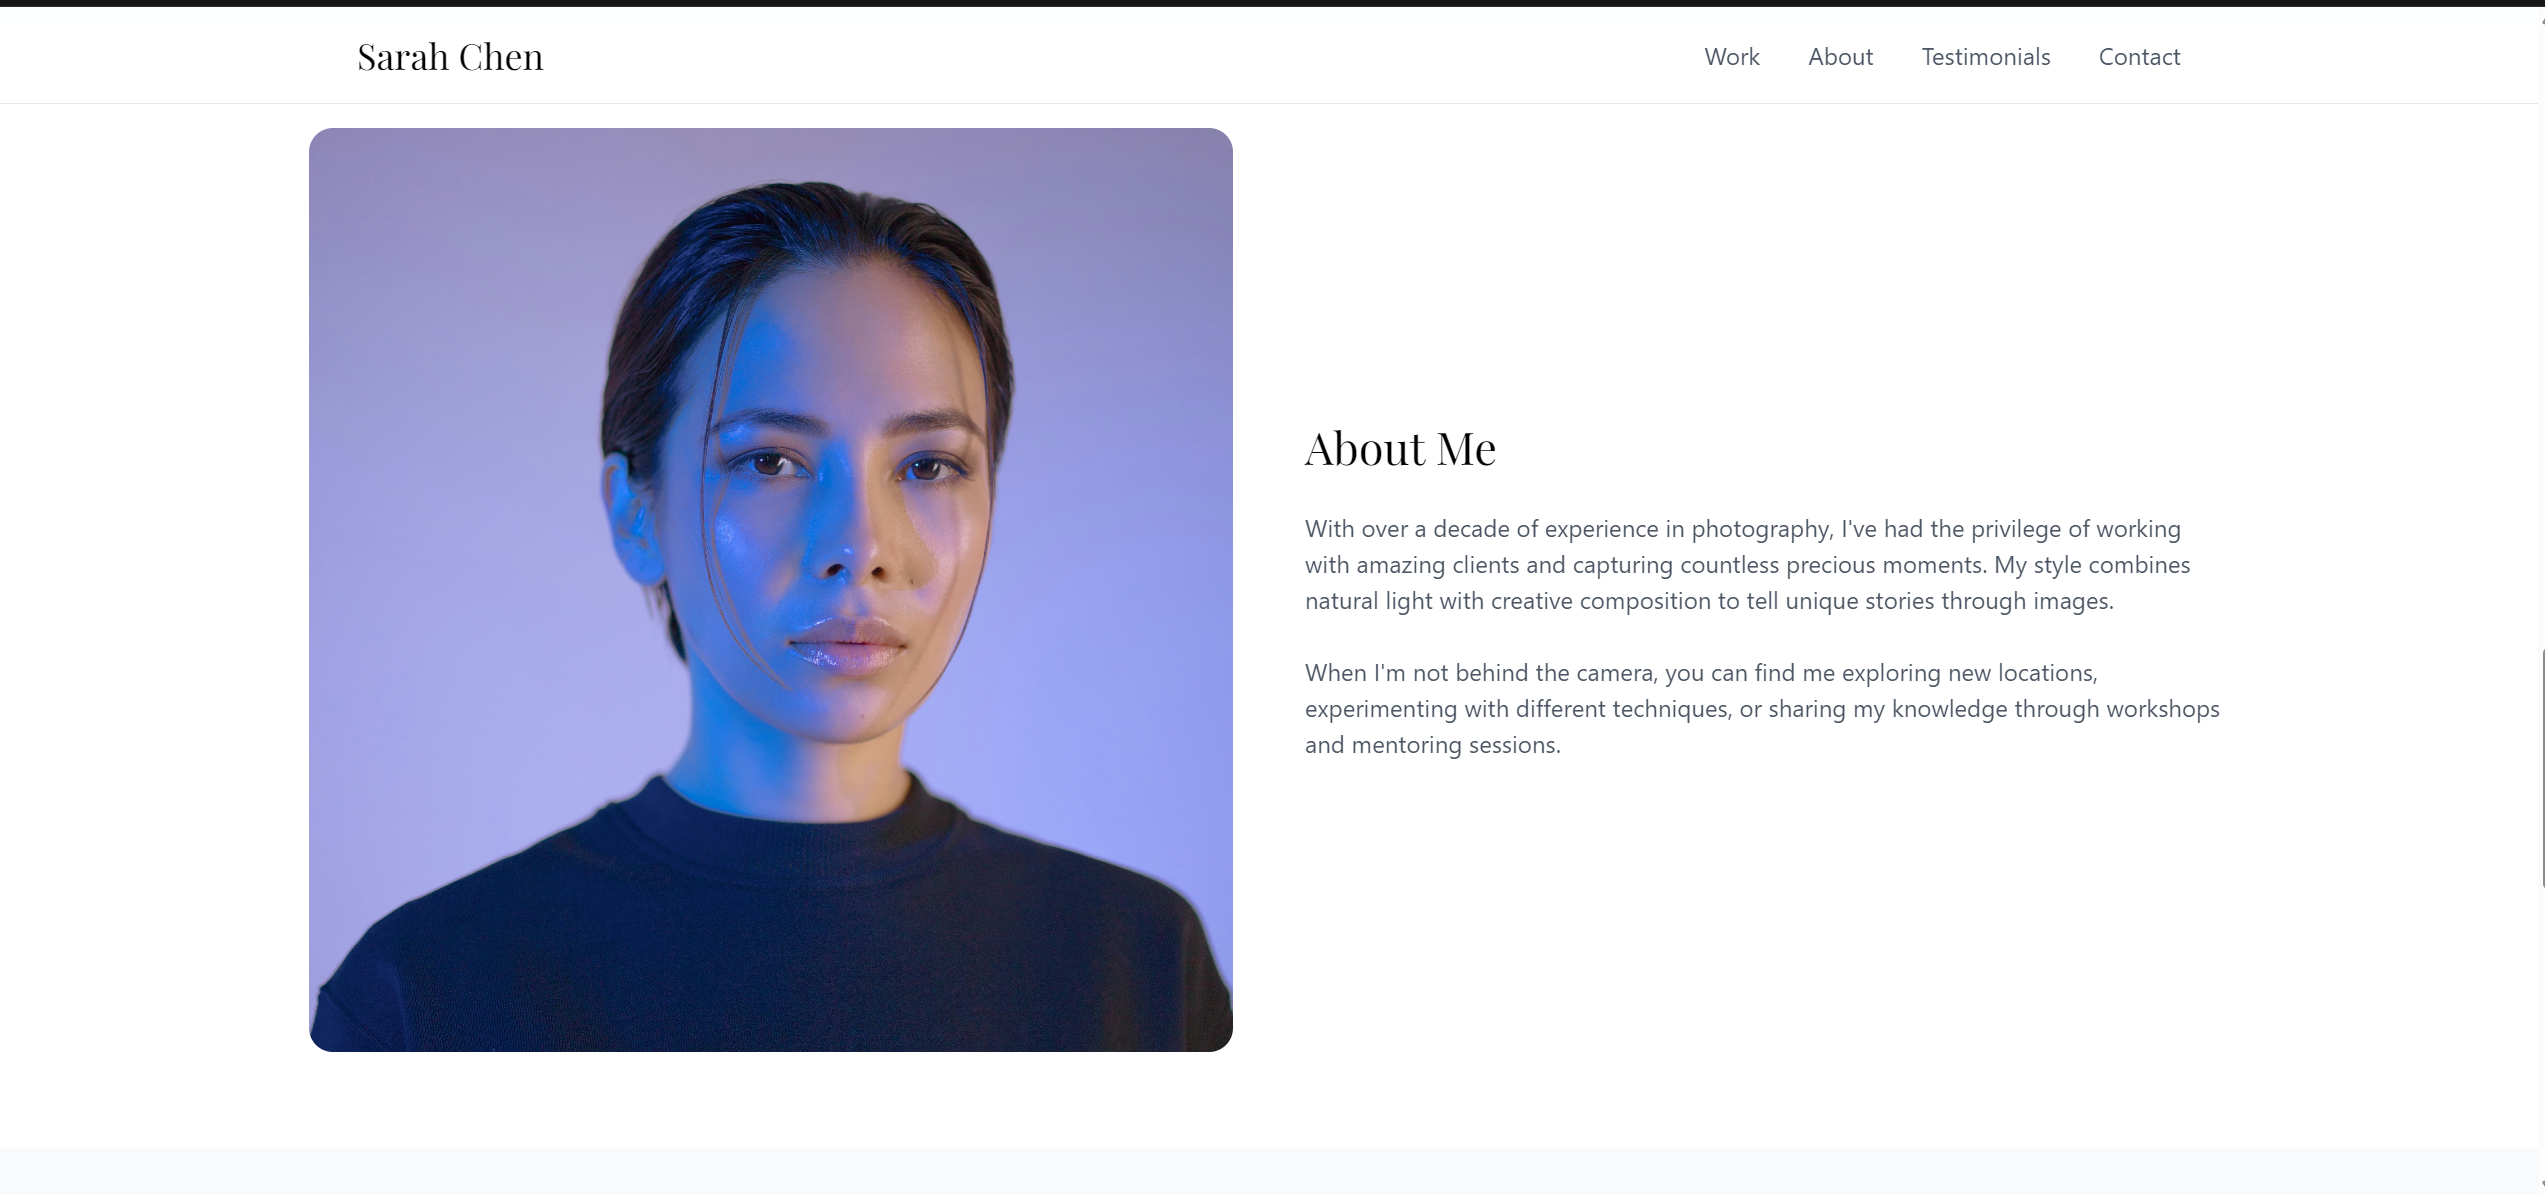 Sarah Chen
Work About Testimonials Contact
About Me
With over a decade of experience in photography, I've had the privilege of working
with amazing clients and capturing countless precious moments. My style combines
natural light with creative composition to tell unique stories through images.
When I'm not behind the camera, you can find me exploring new locations,
experimenting with different techniques, or sharing my knowledge through workshops
and mentoring sessions.